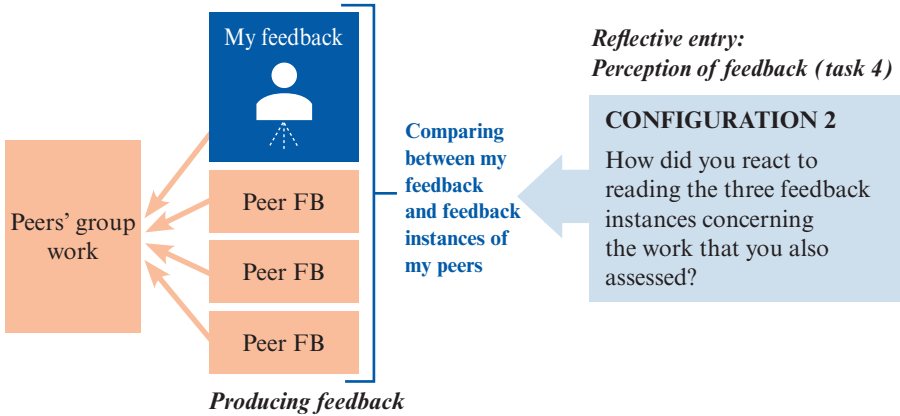 My feedback
Peers' group
work
Peer FB
Peer FB
Peer FB
Producing feedback
Comparing
between my
feedback
and feedback
instances of
my peers
Reflective entry:
Perception of feedback (task 4)
CONFIGURATION 2
How did you react to
reading the three feedback
instances concerning
the work that you also
assessed?